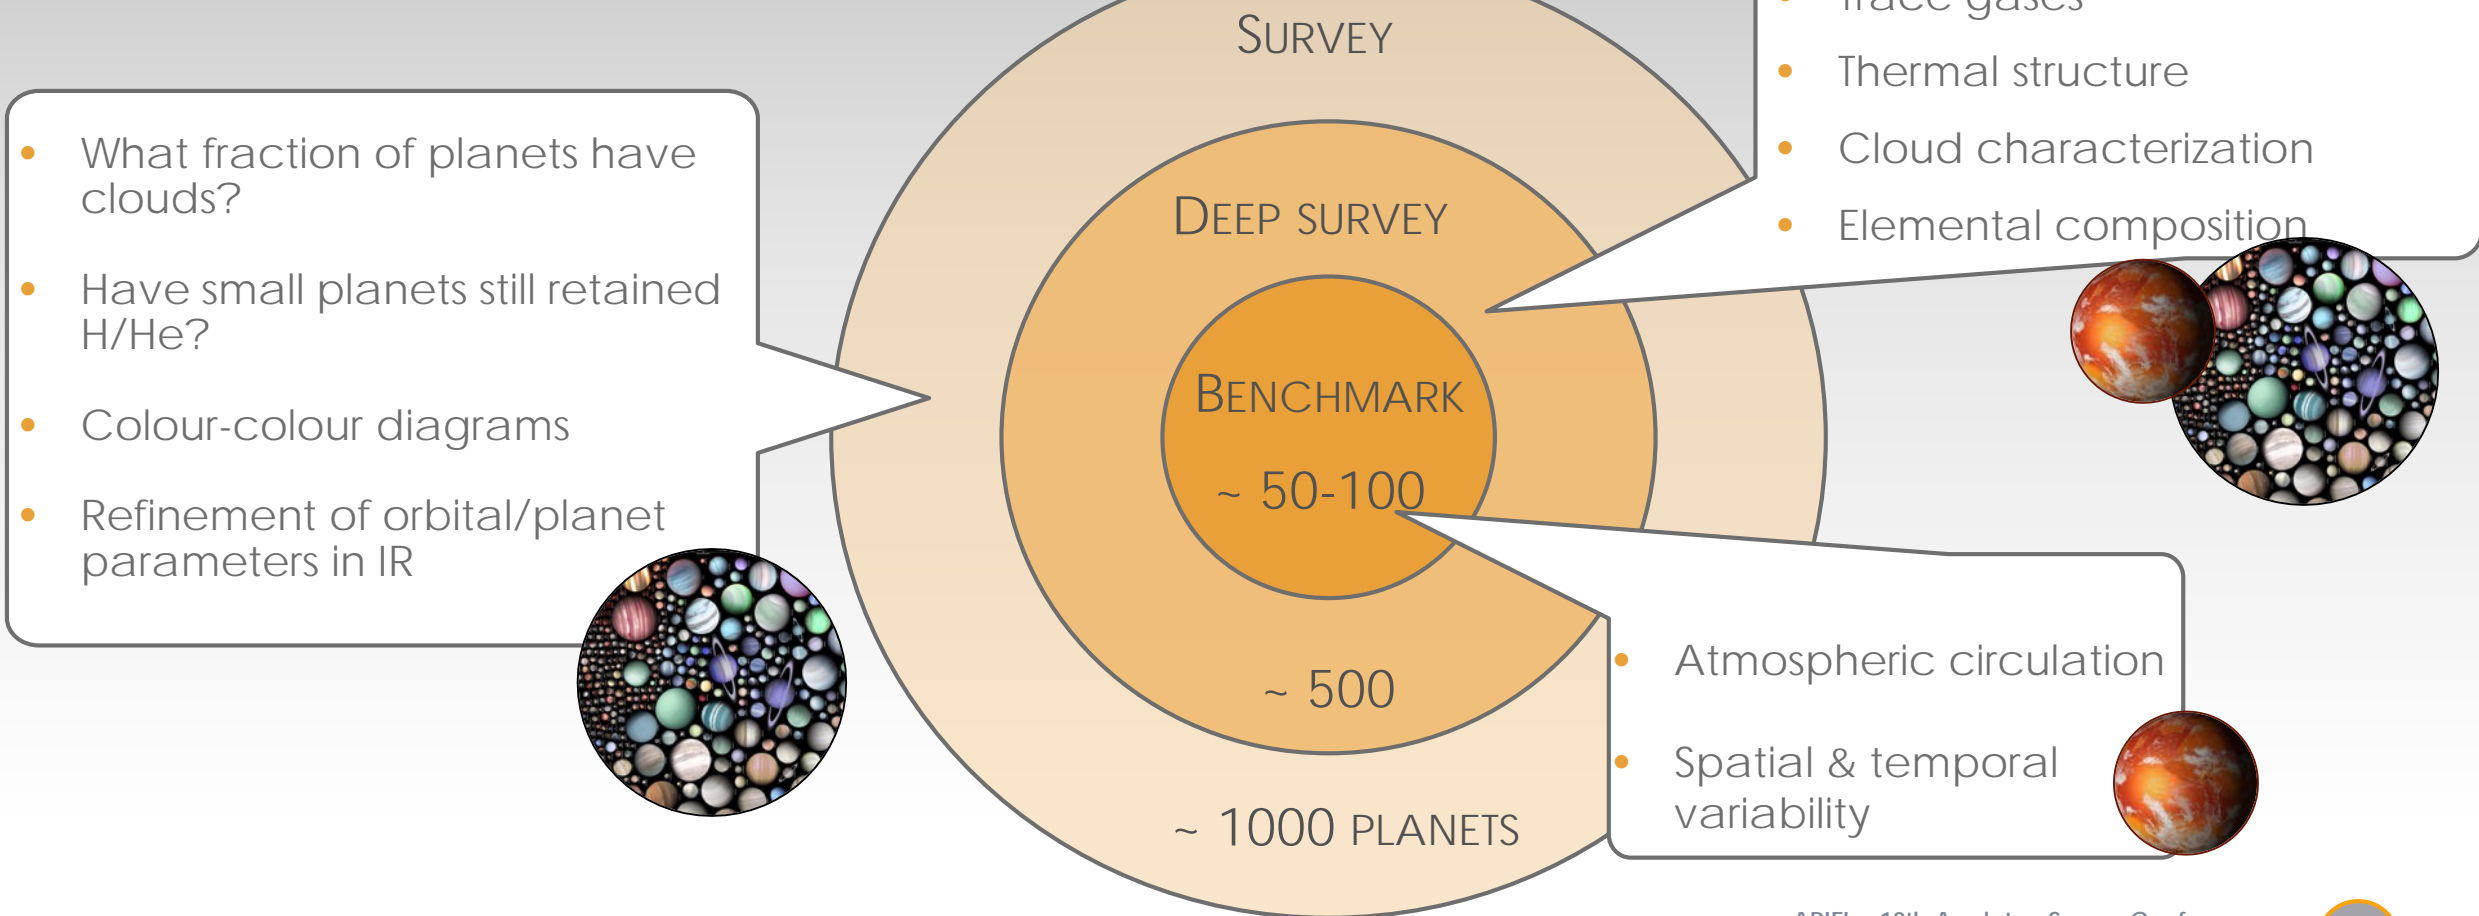 SURVEY
Trace gases
Thermal structure
Cloud characterization
Elemental composition
What fraction of planets have
clouds?
Have small planets still retained
H/He?
Colour-colour diagrams
Refinement of orbital/planet
parameters in IR
DEEP SURVEY
BENCHMARK
~ 50-100
~ 500
~ 1000 PLANETS
Atmospheric circulation
Spatial & temporal
variability